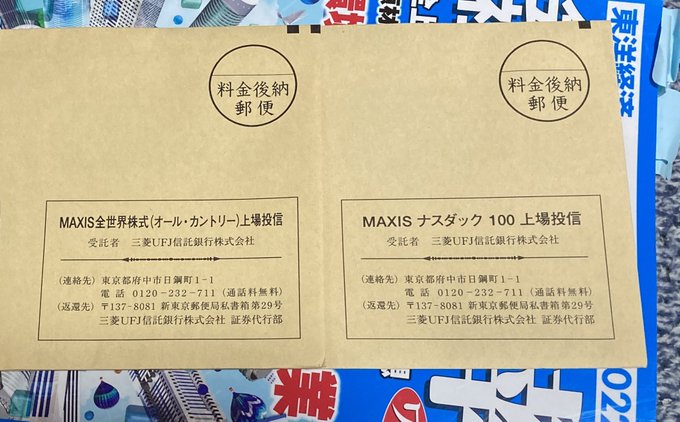 料金後納
郵便
MAXIS全世界株式(オール・カントリー)上場投信
受託者 三菱UFJ信託銀行株式会社
(連絡先) 東京都府中市日鋼町1-1
電話 0120-232-711 (通話料無料)
(返還先) 〒137-8081 新東京郵便局私書箱第29号
三菱UFJ信託銀行株式会社 証券代行部
料金後納
郵便
MAXIS ナスダック 100 上場投信
受託者 三菱UFJ信託銀行株式会社
(連絡先) 東京都府中市日鋼町1-1
電話 0120-232-711 (通話料無料)
(返還先) 〒137-8081 新東京郵便局私書箱第29号
三菱UFJ信託銀行株式会社 証券代行部
東洋経済
業